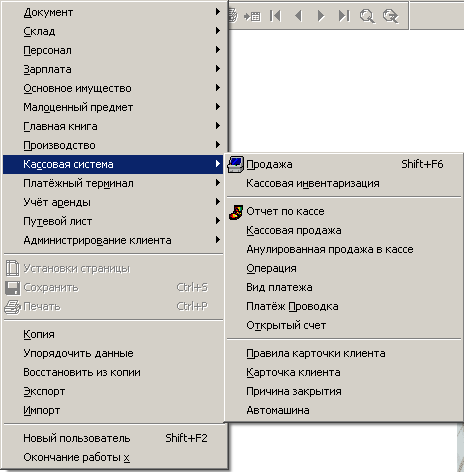 Документ
Склад
Персонал
Зарплата
Основное имущество
Малоценный предмет
Главная книга
Производство
Кассовая система
Платёжный терминал
Учёт аренды
Путевой лист
Администрирование клиента
Установки страницы
Сохранить Ctrl+S
Печать Ctrl+P
Копия
Упорядочить данные
Восстановить из копии
Экспорт
Импорт
Новый пользователь Shift+F2
Окончание работы x
Продажа Shift+F6
Кассовая инвентаризация
Отчет по кассе
Кассовая продажа
Анулированная продажа в кассе
Операция
Вид платежа
Платёж Проводка
Открытый счет
Правила карточки клиента
Карточка клиента
Причина закрытия
Автомашина